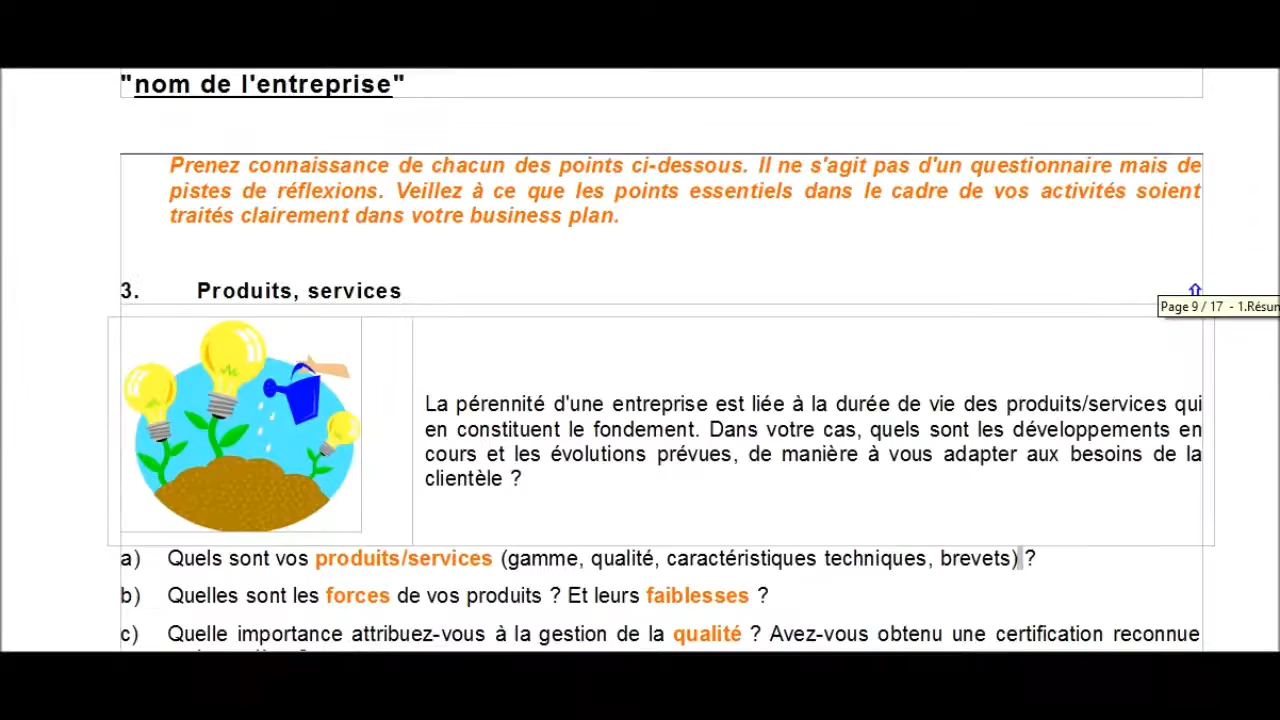 "nom de l'entreprise"
Prenez connaissance de chacun des points ci-dessous. Il ne s'agit pas d'un questionnaire mais de
pistes de réflexions. Veillez à ce que les points essentiels dans le cadre de vos activités soient
traités clairement dans votre business plan.
3. Produits, services
Page 9 / 17 - 1.Résun
La pérennité d'une entreprise est liée à la durée de vie des produits/services qui
en constituent le fondement. Dans votre cas, quels sont les développements en
cours et les évolutions prévues, de manière à vous adapter aux besoins de la
clientèle ?
a) Quels sont vos produits/services (gamme, qualité, caractéristiques techniques, brevets) ?
b) Quelles sont les forces de vos produits ? Et leurs faiblesses ?
c) Quelle importance attribuez-vous à la gestion de la qualité ? Avez-vous obtenu une certification reconnue